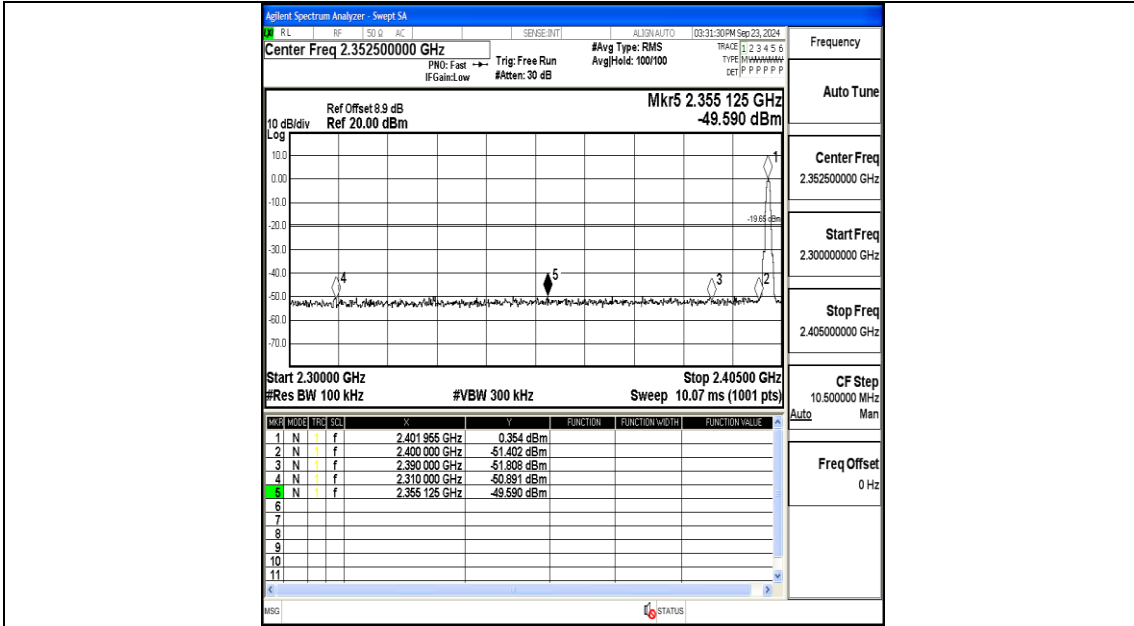 Agilent Spectrum Analyzer - Swept SA
RL RF 50 Ω AC SENSE:INT ALIGN AUTO 03:31:30 PM Sep 23, 2024
Center Freq 2.352500000 GHz
PNO: Fast
IFGain:Low
Trig: Free Run
#Atten: 30 dB
#Avg Type: RMS
Avg|Hold: 100/100
TRACE 1 2 3 4 5 6
TYPE M W W W W W
DET P P P P P P
Frequency
Auto Tune
Center Freq
2.352500000 GHz
Start Freq
2.300000000 GHz
Stop Freq
2.405000000 GHz
CF Step
10.500000 MHz
Auto Man
Freq Offset
0 Hz
Mkr5 2.355 125 GHz
-49.590 dBm
Ref Offset 8.9 dB
10 dB/div Ref 20.00 dBm
Log
10.0
0.00
-10.0
-20.0
-30.0
-40.0
-50.0
-60.0
-70.0
1
-19.65 dBm
4
5
3
2
Start 2.30000 GHz Stop 2.40500 GHz
#Res BW 100 kHz #VBW 300 kHz Sweep 10.07 ms (1001 pts)
MKR MODE TRC SCL X Y FUNCTION FUNCTION WIDTH FUNCTION VALUE
1 N 1 f 2.401 955 GHz 0.354 dBm
2 N 1 f 2.400 000 GHz -51.402 dBm
3 N 1 f 2.390 000 GHz -51.808 dBm
4 N 1 f 2.310 000 GHz -50.891 dBm
5 N 1 f 2.355 125 GHz -49.590 dBm
6
7
8
9
10
11
MSG STATUS